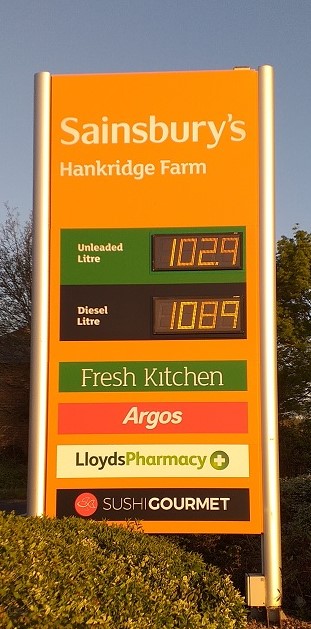 Sainsbury's
Hankridge Farm
Unleaded
Litre
102.9
Diesel
Litre
108.9
Fresh Kitchen
Argos
LloydsPharmacy
SUSHIGOURMET